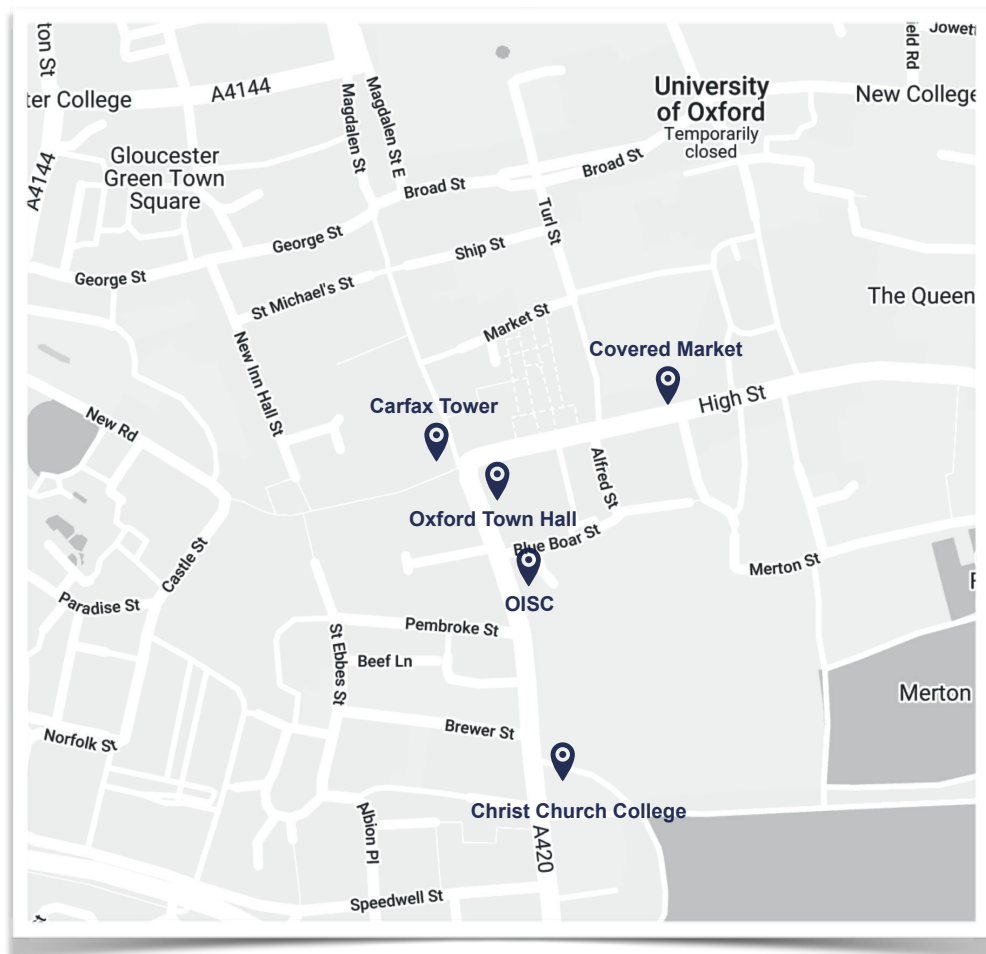 ton St
Jowett
ield Rd
ter College
A4144
Magdalen St
Magdalen St E
University
of Oxford
Temporarily
closed
New College
A4144
Gloucester
Green Town
Square
Broad St
Broad St
Turl St
George St
Ship St
George St
St Michael's St
The Queen
Market St
New Inn Hall St
Covered Market
High St
Carfax Tower
New Rd
Alfred St
Oxford Town Hall
Blue Boar St
Castle St
Merton St
OISC
Paradise St
Pembroke St
St Ebbes St
Beef Ln
Merton
Norfolk St
Brewer St
Christ Church College
Albion Pl
A420
Speedwell St